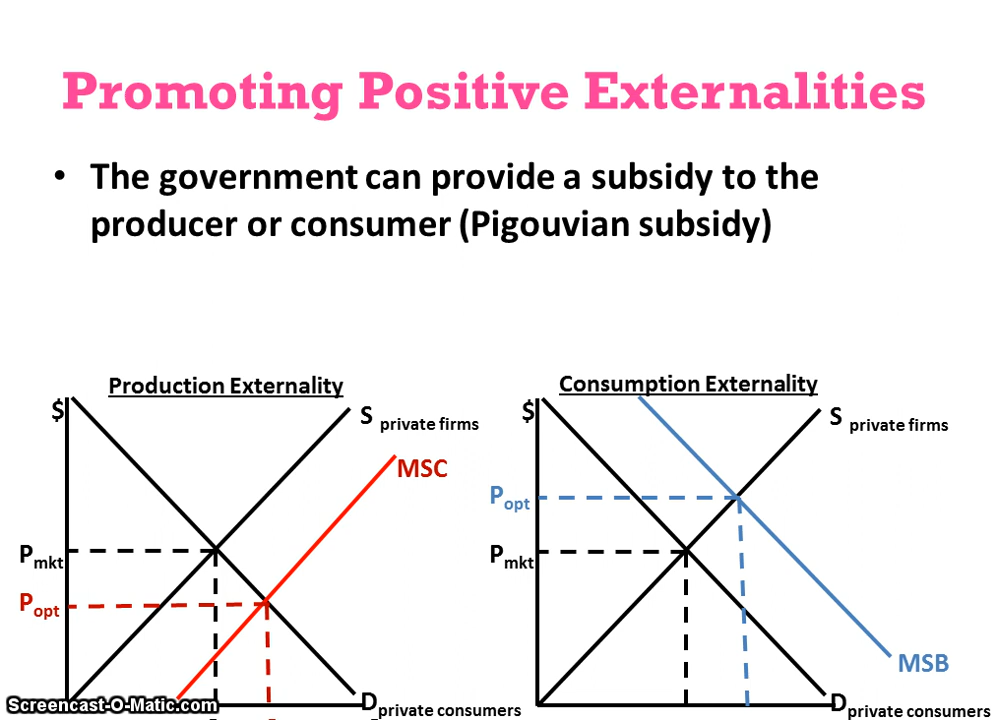 Promoting Positive Externalities
• The government can provide a subsidy to the
producer or consumer (Pigouvian subsidy)
Production Externality
$
S private firms
MSC
Pmkt
Popt
D private consumers
Consumption Externality
$
S private firms
Popt
Pmkt
MSB
D private consumers
Screencast-O-Matic.com